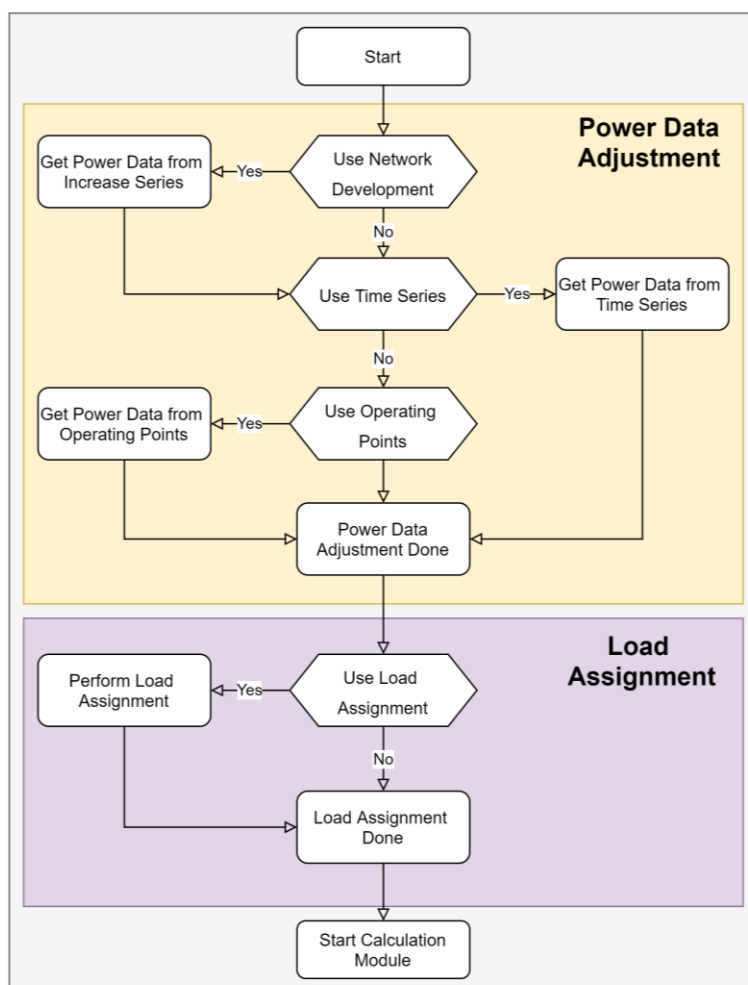 Start
Power Data
Adjustment
Use Network
Development
Yes
Get Power Data from
Increase Series
No
Use Time Series
Yes
Get Power Data from
Time Series
No
Use Operating
Points
Yes
Get Power Data from
Operating Points
Power Data
Adjustment Done
Load
Assignment
Use Load
Assignment
Yes
Perform Load
Assignment
No
Load Assignment
Done
Start Calculation
Module